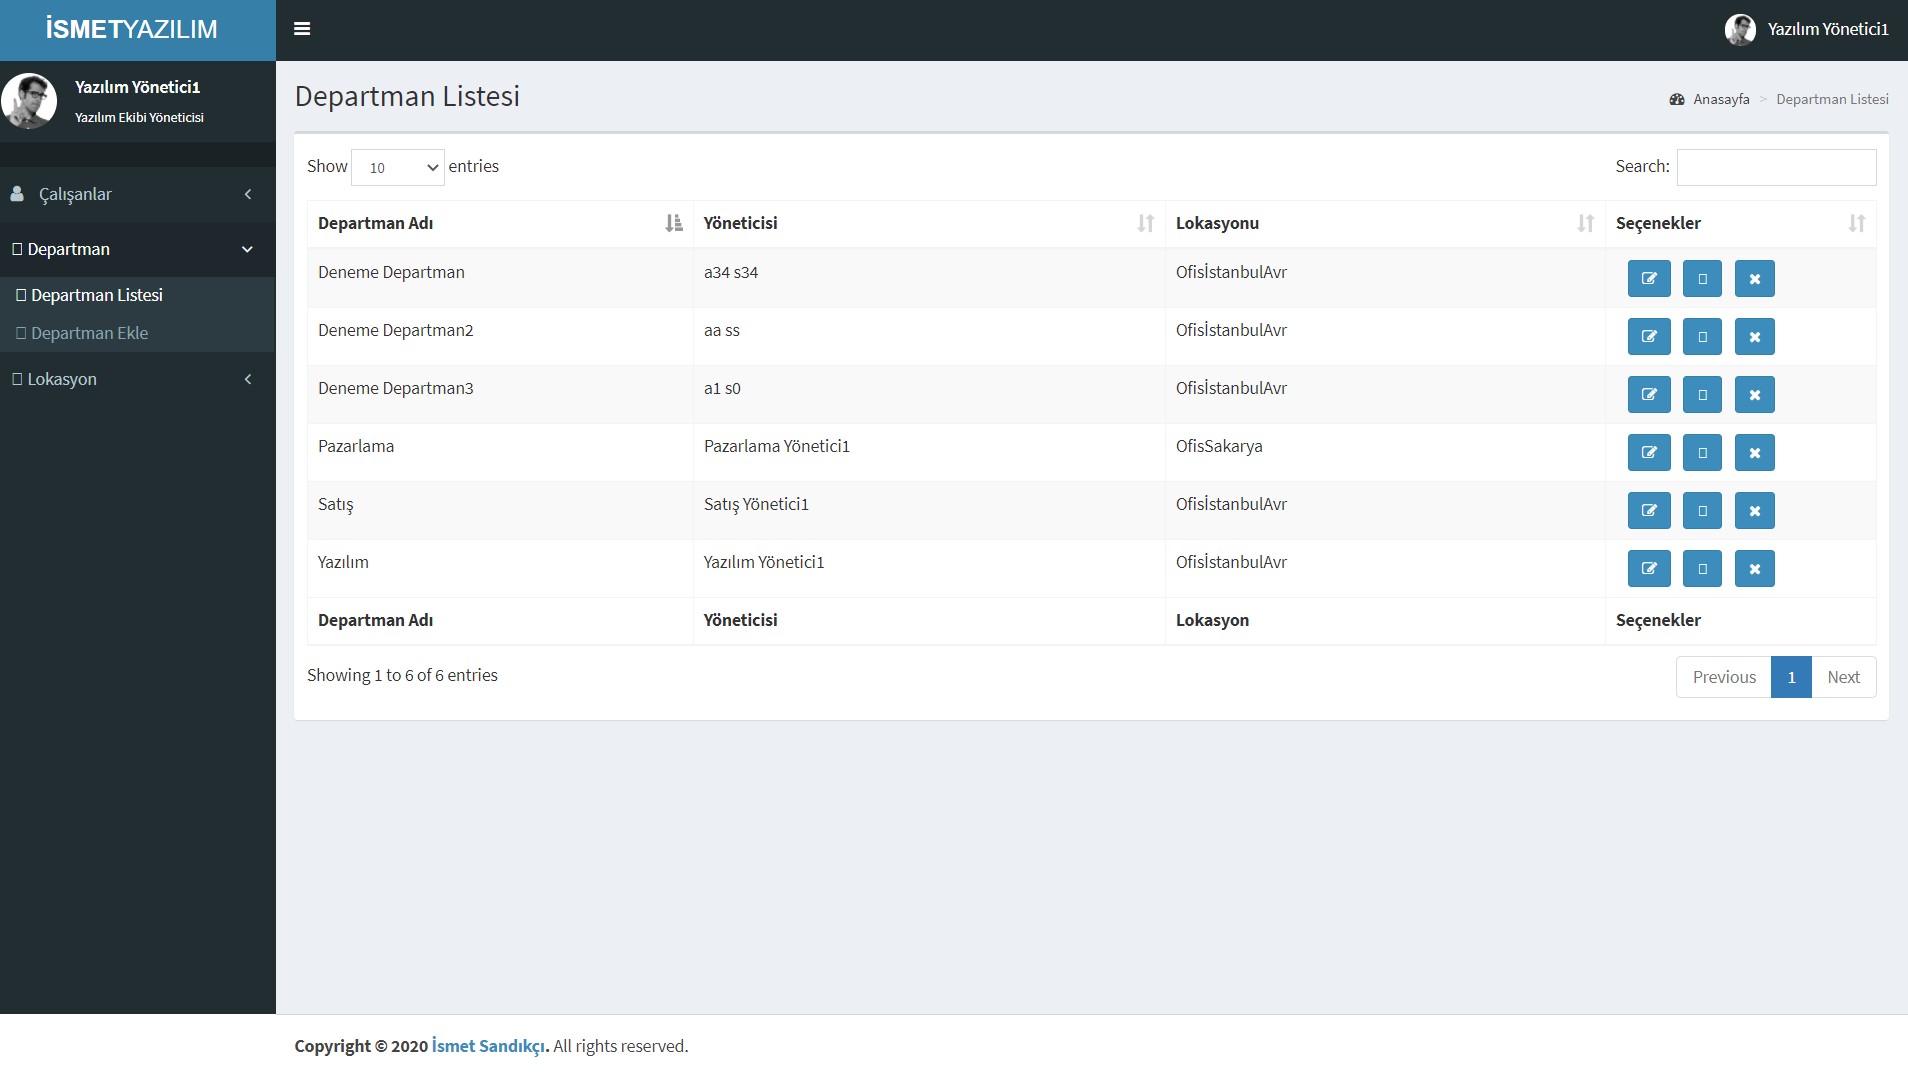 İSMETYAZILIM
Yazılım Yönetici1
Yazılım Yönetici1
Yazılım Ekibi Yöneticisi
Çalışanlar
Departman
Departman Listesi
Departman Ekle
Lokasyon
Departman Listesi
Anasayfa > Departman Listesi
Show 10 entries
Search:
Departman Adı Yöneticisi Lokasyonu Seçenekler
Deneme Departman a34 s34 OfisİstanbulAvr
Deneme Departman2 aa ss OfisİstanbulAvr
Deneme Departman3 a1 s0 OfisİstanbulAvr
Pazarlama Pazarlama Yönetici1 OfisSakarya
Satış Satış Yönetici1 OfisİstanbulAvr
Yazılım Yazılım Yönetici1 OfisİstanbulAvr
Departman Adı Yöneticisi Lokasyon Seçenekler
Showing 1 to 6 of 6 entries
Previous 1 Next
Copyright © 2020 İsmet Sandıkçı. All rights reserved.